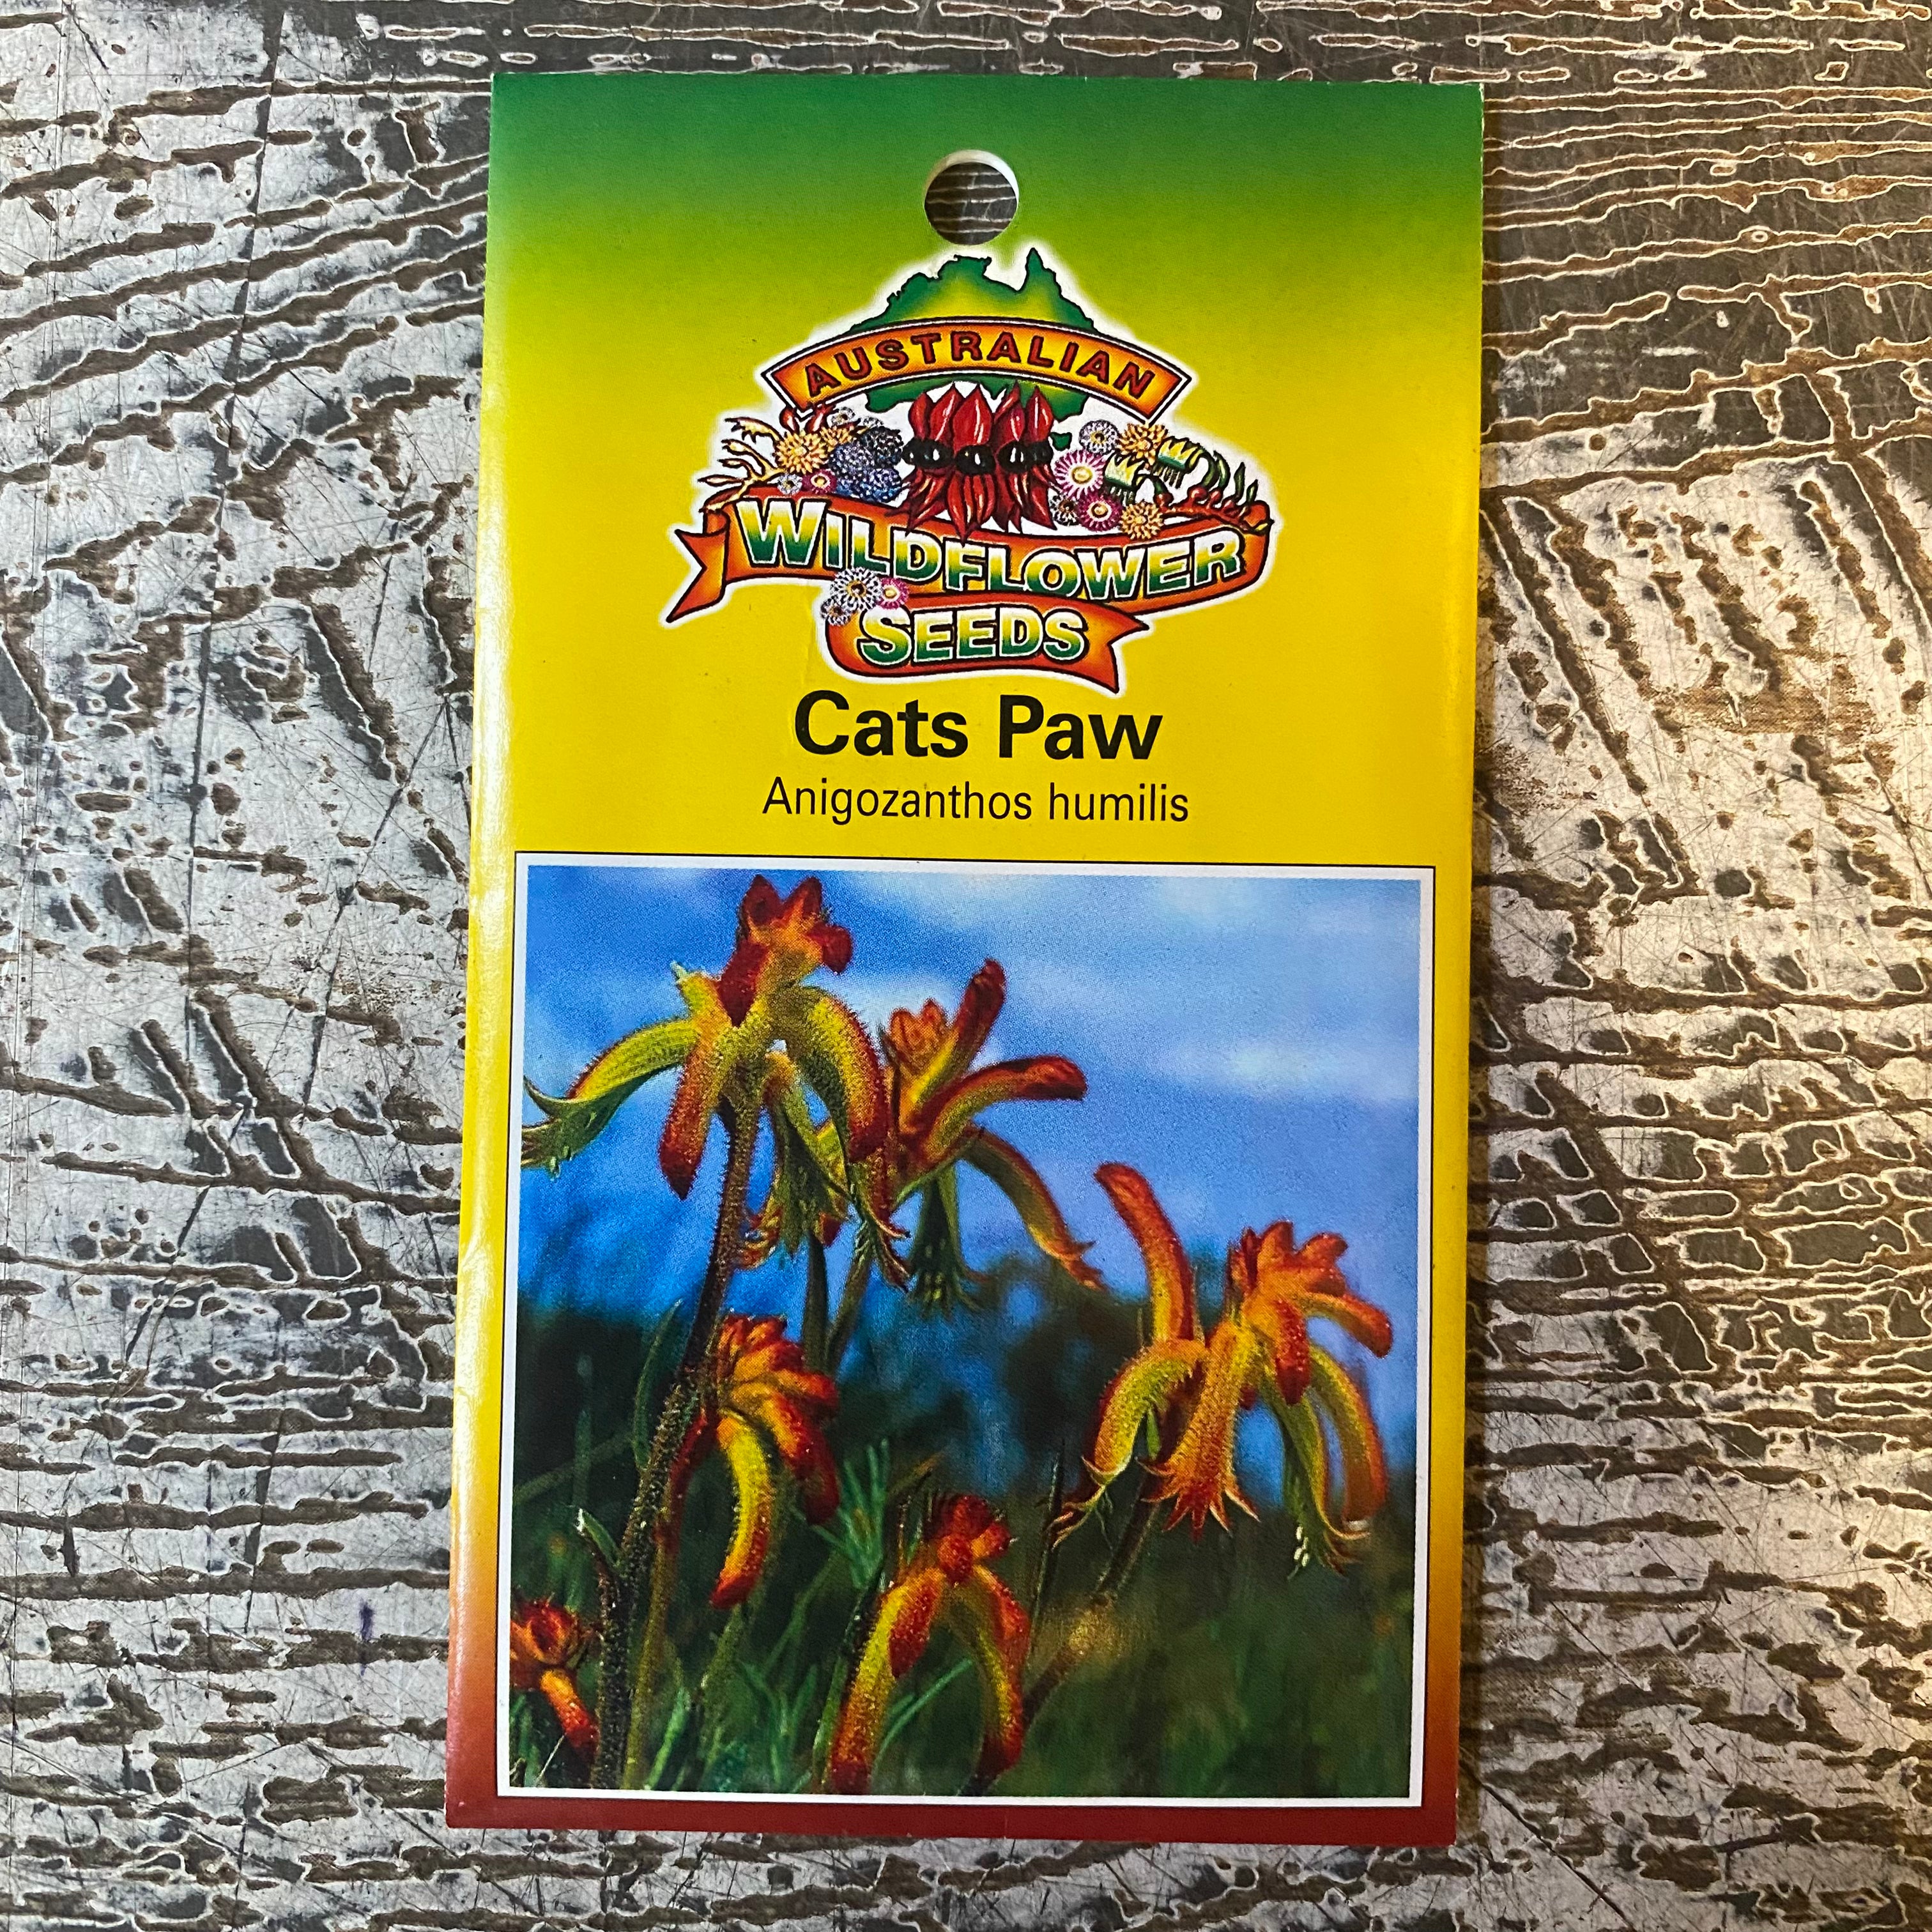 AUSTRALIAN
WILDFLOWER
SEEDS
Cats Paw
Anigozanthos humilis